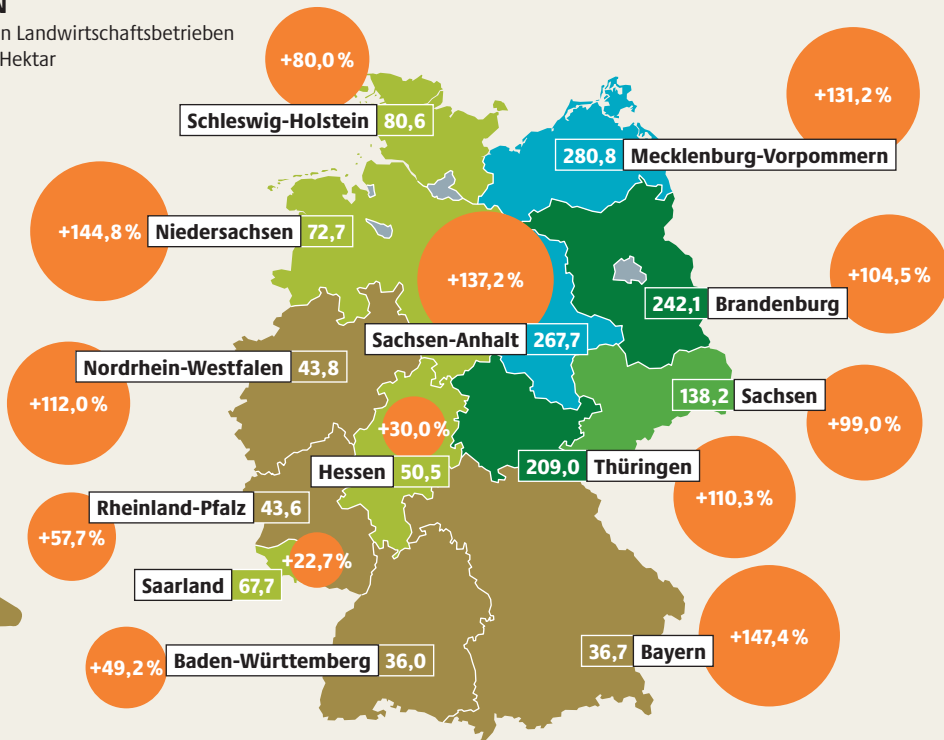 n Landwirtschaftsbetrieben
Hektar
+80,0 %
Schleswig-Holstein 80,6
+131,2 %
280,8 Mecklenburg-Vorpommern
+144,8 % Niedersachsen 72,7
+137,2 %
+104,5 %
242,1 Brandenburg
Sachsen-Anhalt 267,7
Nordrhein-Westfalen 43,8
+112,0 %
138,2 Sachsen
+99,0 %
+30,0 %
Hessen 50,5
209,0 Thüringen
+110,3 %
Rheinland-Pfalz 43,6
+57,7 %
+22,7 %
Saarland 67,7
+147,4 %
36,7 Bayern
+49,2 % Baden-Württemberg 36,0